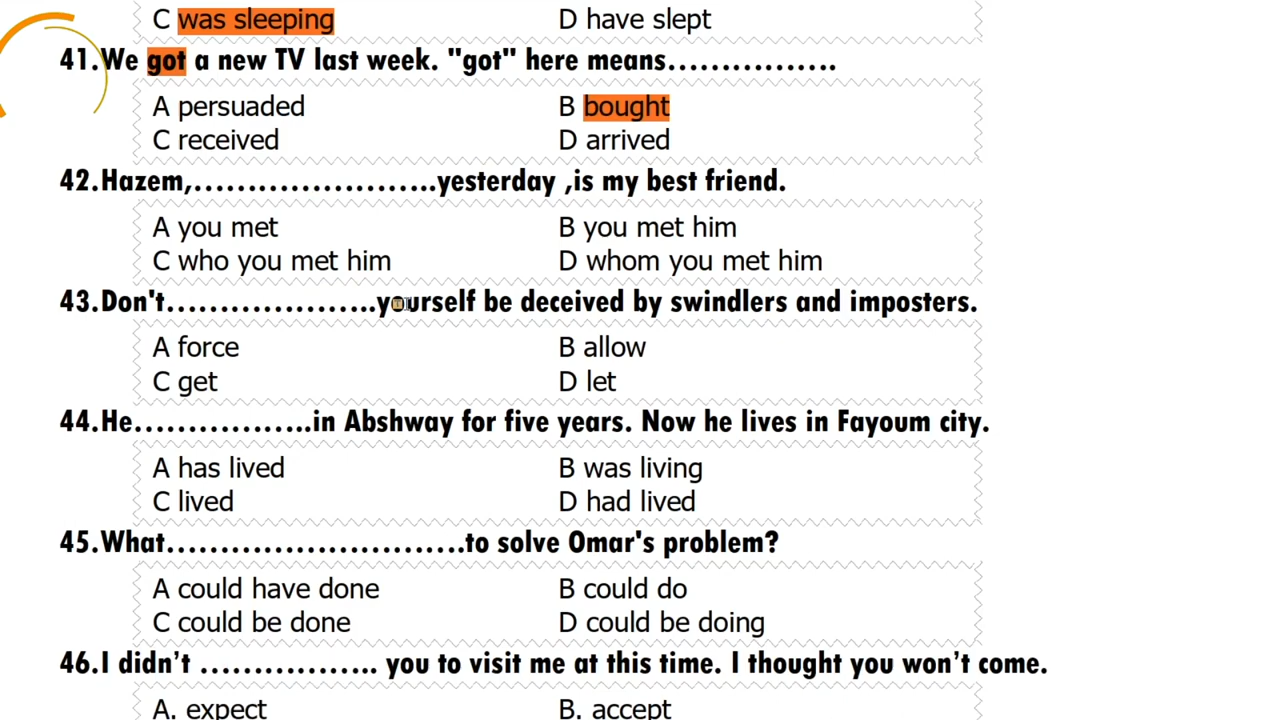 C was sleeping D have slept
41.We got a new TV last week. "got" here means................
A persuaded B bought
C received D arrived
42.Hazem,........................yesterday ,is my best friend.
A you met B you met him
C who you met him D whom you met him
43.Don't.....................yourself be deceived by swindlers and imposters.
A force B allow
C get D let
44.He..................in Abshway for five years. Now he lives in Fayoum city.
A has lived B was living
C lived D had lived
45.What.............................to solve Omar's problem?
A could have done B could do
C could be done D could be doing
46.I didn’t ................. you to visit me at this time. I thought you won’t come.
A. expect B. accept